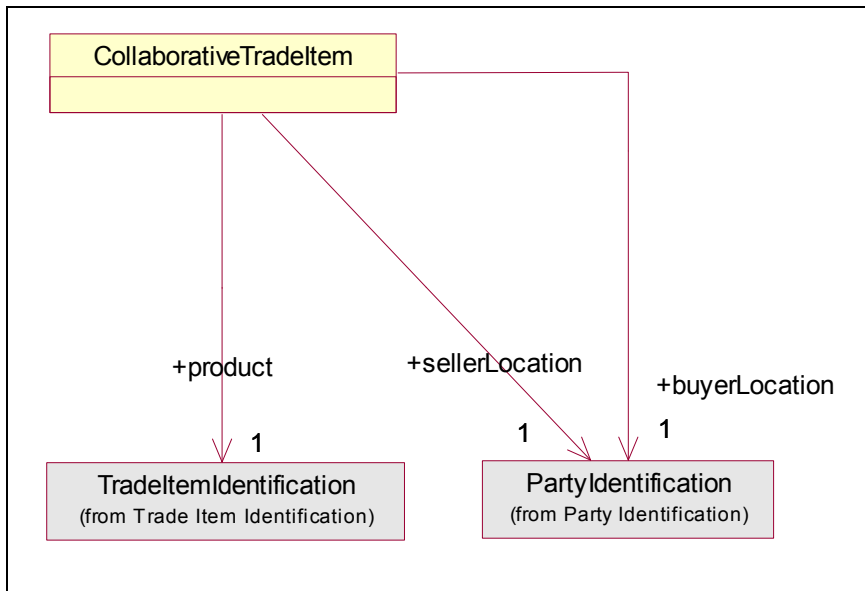 CollaborativeTradeItem
+product
+sellerLocation
+buyerLocation
1
1
1
TradeItemIdentification
(from Trade Item Identification)
PartyIdentification
(from Party Identification)